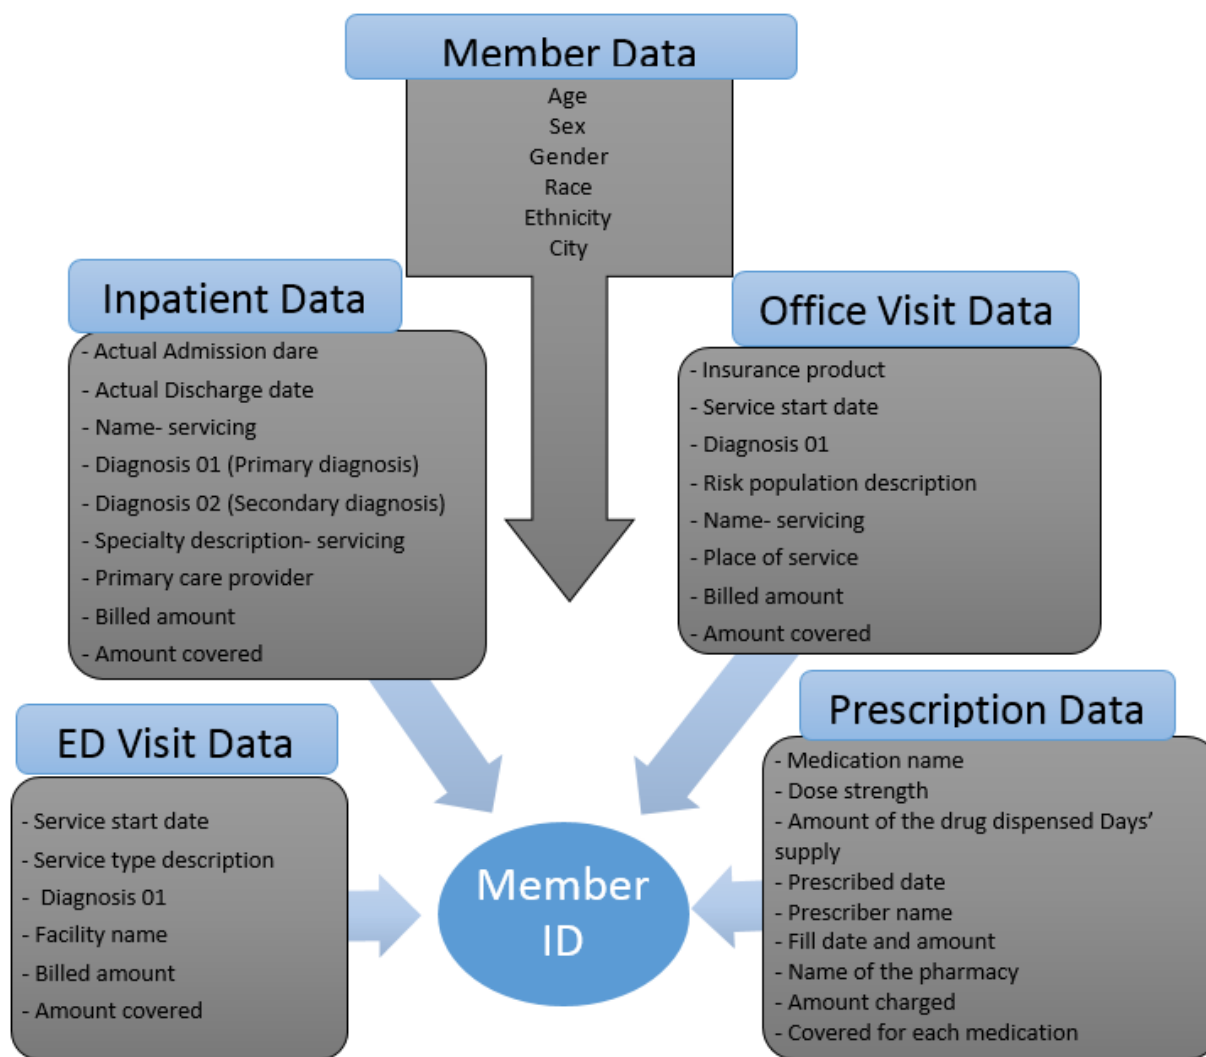 Member Data
Age
Sex
Gender
Race
Ethnicity
City
Inpatient Data
- Actual Admission dare
- Actual Discharge date
- Name- servicing
- Diagnosis 01 (Primary diagnosis)
- Diagnosis 02 (Secondary diagnosis)
- Specialty description- servicing
- Primary care provider
- Billed amount
- Amount covered
Office Visit Data
- Insurance product
- Service start date
- Diagnosis 01
- Risk population description
- Name- servicing
- Place of service
- Billed amount
- Amount covered
ED Visit Data
- Service start date
- Service type description
- Diagnosis 01
- Facility name
- Billed amount
- Amount covered
Member
ID
Prescription Data
- Medication name
- Dose strength
- Amount of the drug dispensed Days’
supply
- Prescribed date
- Prescriber name
- Fill date and amount
- Name of the pharmacy
- Amount charged
- Covered for each medication